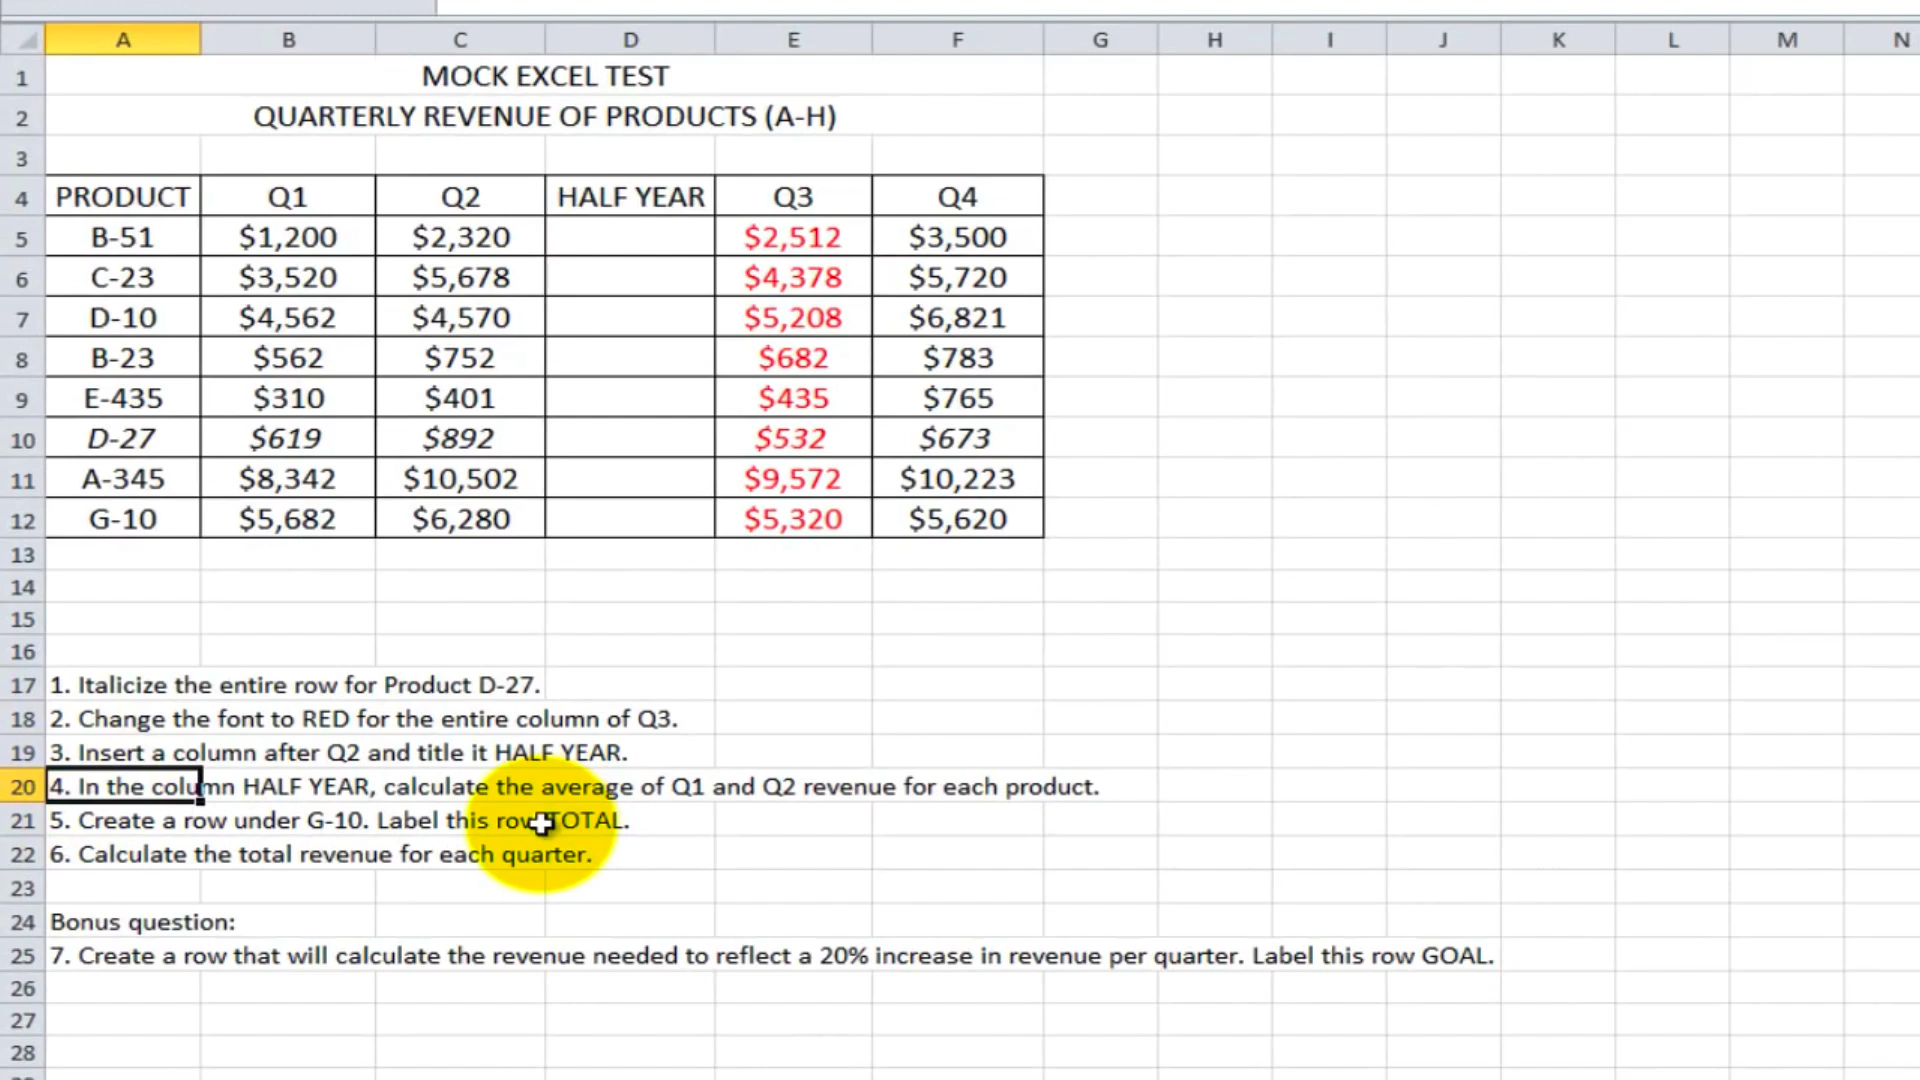 A B C D E F G H I J K L M N
1 MOCK EXCEL TEST
2 QUARTERLY REVENUE OF PRODUCTS (A-H)
3
4 PRODUCT Q1 Q2 HALF YEAR Q3 Q4
5 B-51 $1,200 $2,320 $2,512 $3,500
6 C-23 $3,520 $5,678 $4,378 $5,720
7 D-10 $4,562 $4,570 $5,208 $6,821
8 B-23 $562 $752 $682 $783
9 E-435 $310 $401 $435 $765
10 D-27 $619 $892 $532 $673
11 A-345 $8,342 $10,502 $9,572 $10,223
12 G-10 $5,682 $6,280 $5,320 $5,620
13
14
15
16
17 1. Italicize the entire row for Product D-27.
18 2. Change the font to RED for the entire column of Q3.
19 3. Insert a column after Q2 and title it HALF YEAR.
20 4. In the column HALF YEAR, calculate the average of Q1 and Q2 revenue for each product.
21 5. Create a row under G-10. Label this row TOTAL.
22 6. Calculate the total revenue for each quarter.
23
24 Bonus question:
25 7. Create a row that will calculate the revenue needed to reflect a 20% increase in revenue per quarter. Label this row GOAL.
26
27
28